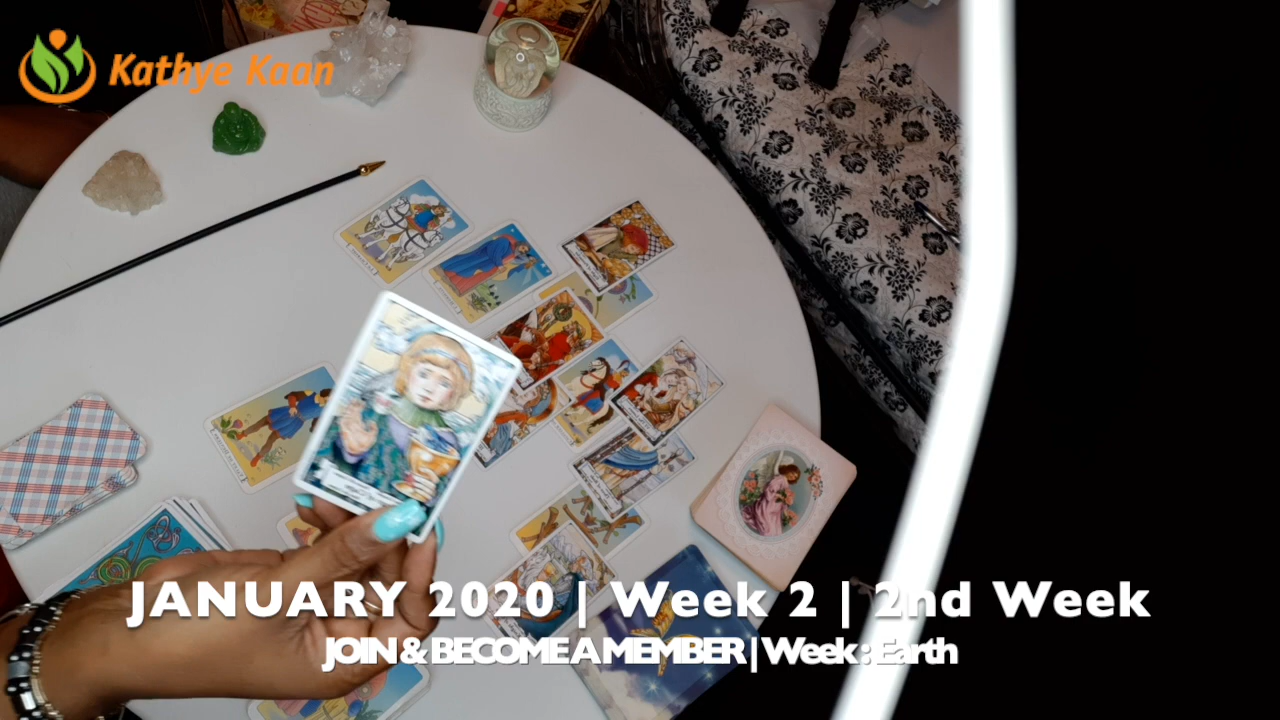 Kathye Kaan
JANUARY 2020 | Week 2 | 2nd Week
JOIN & BECOME A MEMBER | Week : Earth